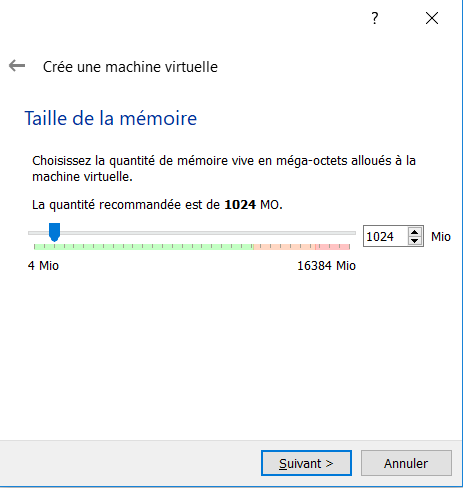 ?
Crée une machine virtuelle
Taille de la mémoire
Choisissez la quantité de mémoire vive en méga-octets alloués à la
machine virtuelle.
La quantité recommandée est de 1024 MO.
1024 Mio
4 Mio 16384 Mio
Suivant > Annuler